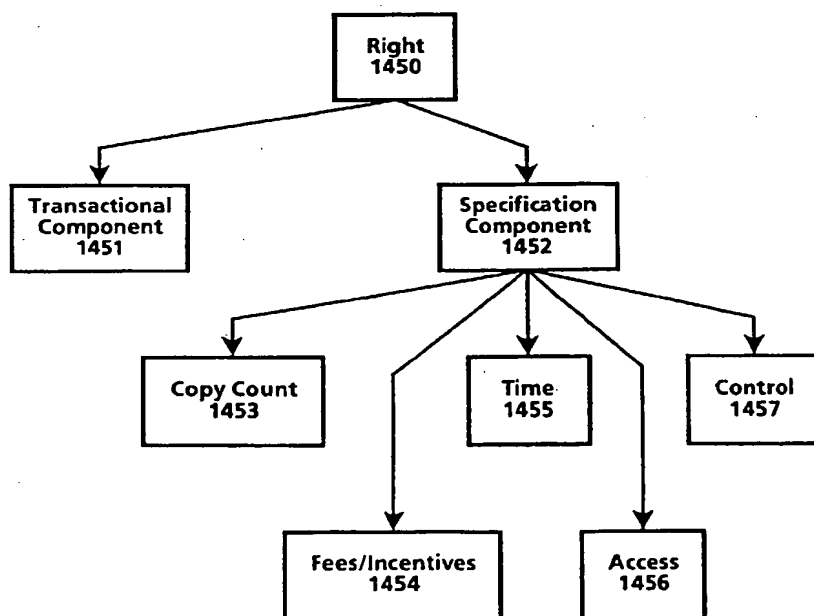 Right
1450
Transactional
Component
1451
Specification
Component
1452
Copy Count
1453
Time
1455
Control
1457
Fees/Incentives
1454
Access
1456